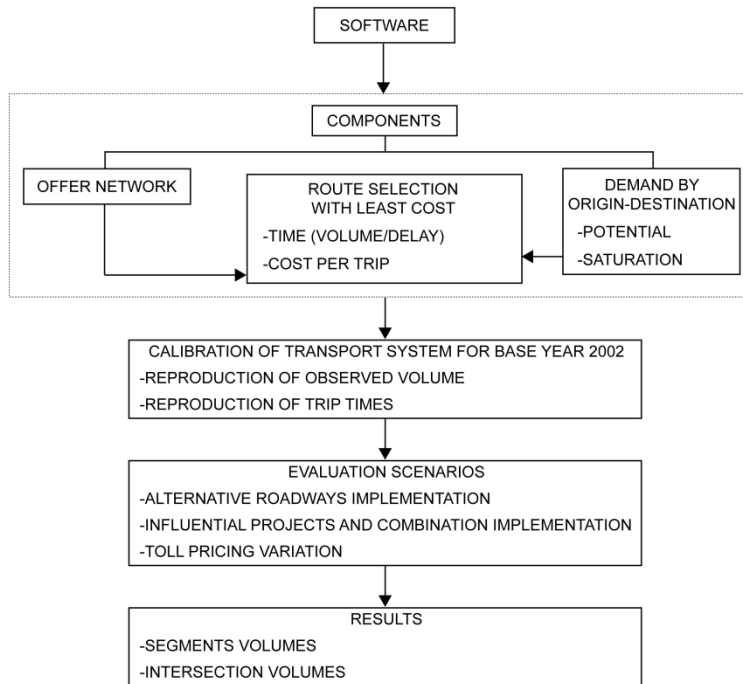 SOFTWARE
COMPONENTS
OFFER NETWORK
ROUTE SELECTION
WITH LEAST COST
-TIME (VOLUME/DELAY)
-COST PER TRIP
DEMAND BY
ORIGIN-DESTINATION
-POTENTIAL
-SATURATION
CALIBRATION OF TRANSPORT SYSTEM FOR BASE YEAR 2002
-REPRODUCTION OF OBSERVED VOLUME
-REPRODUCTION OF TRIP TIMES
EVALUATION SCENARIOS
-ALTERNATIVE ROADWAYS IMPLEMENTATION
-INFLUENTIAL PROJECTS AND COMBINATION IMPLEMENTATION
-TOLL PRICING VARIATION
RESULTS
-SEGMENTS VOLUMES
-INTERSECTION VOLUMES